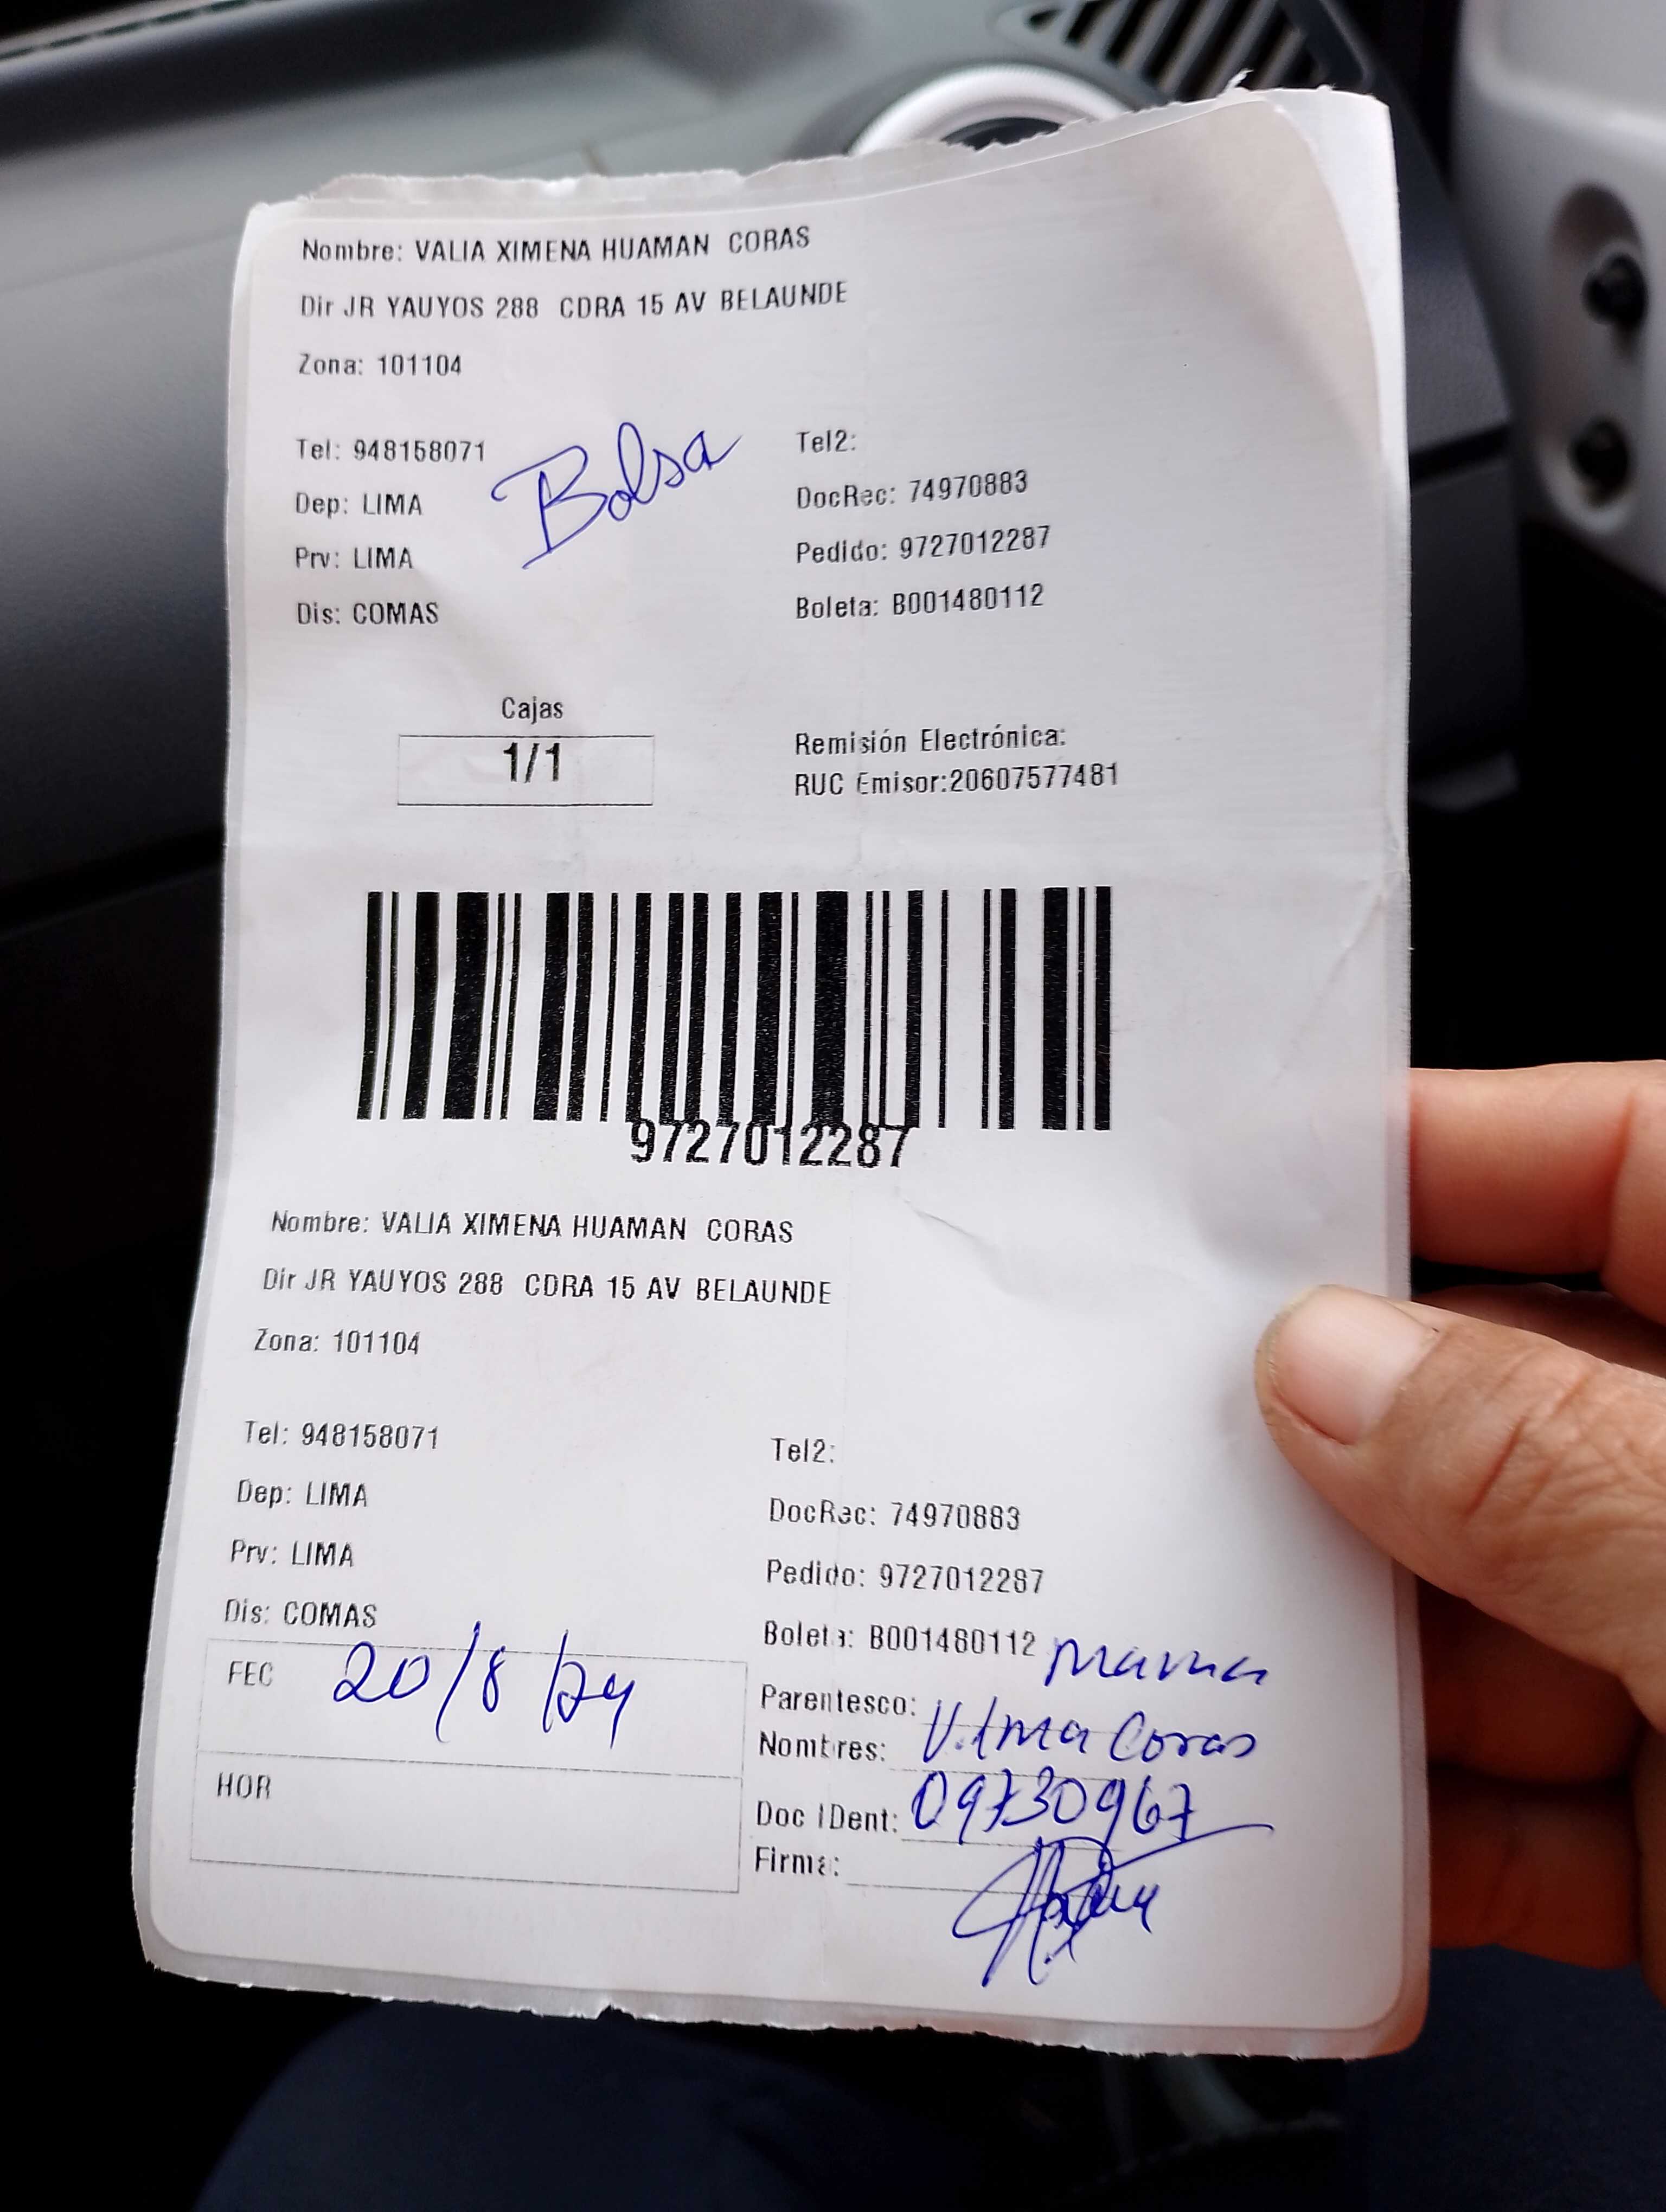 Nombre: VALIA XIMENA HUAMAN CORAS
Dir JR YAUYOS 288 CDRA 15 AV BELAUNDE
Zona: 101104
Tel: 948158071
Dep: LIMA
Prv: LIMA
Dis: COMAS
Bolsa
Tel2:
DocRec: 74970883
Pedido: 9727012287
Boleta: B001480112
Cajas
1/1
Remisión Electrónica:
RUC Emisor:20607577481
9727012287
Nombre: VALIA XIMENA HUAMAN CORAS
Dir JR YAUYOS 288 CDRA 15 AV BELAUNDE
Zona: 101104
Tel: 948158071
Dep: LIMA
Prv: LIMA
Dis: COMAS
Tel2:
DocRec: 74970883
Pedido: 9727012287
Boleta: B001480112
FEC 20/8/24
HOR
Parentesco: mama
Nombres: Vilma Coras
Doc IDent: 09730967
Firma: